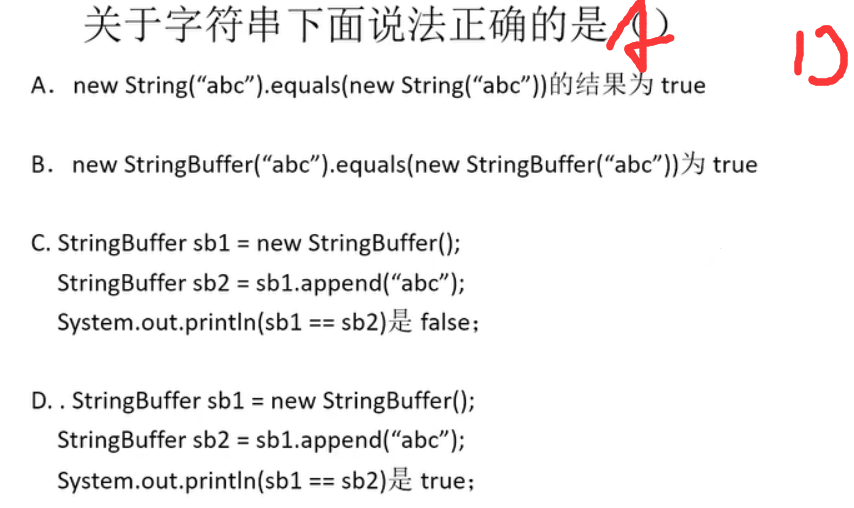 关于字符串下面说法正确的是（A） D
A. new String(“abc”).equals(new String(“abc”))的结果为 true
B. new StringBuffer(“abc”).equals(new StringBuffer(“abc”))为 true
C. StringBuffer sb1 = new StringBuffer();
StringBuffer sb2 = sb1.append(“abc”);
System.out.println(sb1 == sb2)是 false；
D. . StringBuffer sb1 = new StringBuffer();
StringBuffer sb2 = sb1.append(“abc”);
System.out.println(sb1 == sb2)是 true；